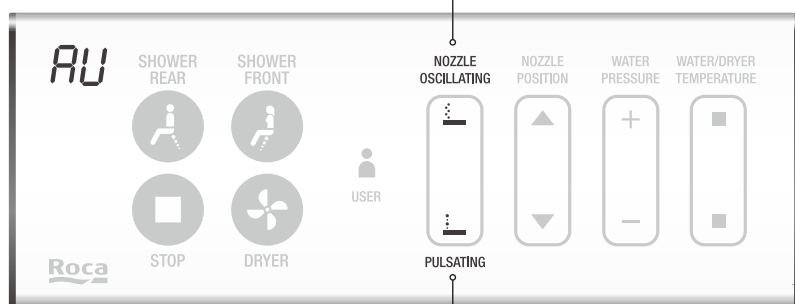 AU
SHOWER
REAR
SHOWER
FRONT
NOZZLE
OSCILLATING
NOZZLE
POSITION
WATER
PRESSURE
WATER/DRYER
TEMPERATURE
USER
STOP
DRYER
PULSATING
Roca